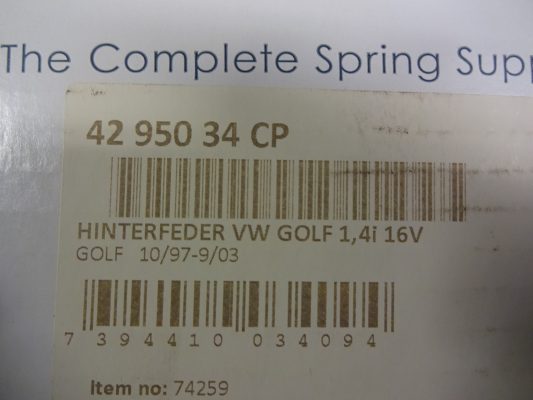 The Complete Spring Supp
42 950 34 CP
HINTERFEDER VW GOLF 1,4i 16V
GOLF 10/97-9/03
7 394410 034094
Item no: 74259